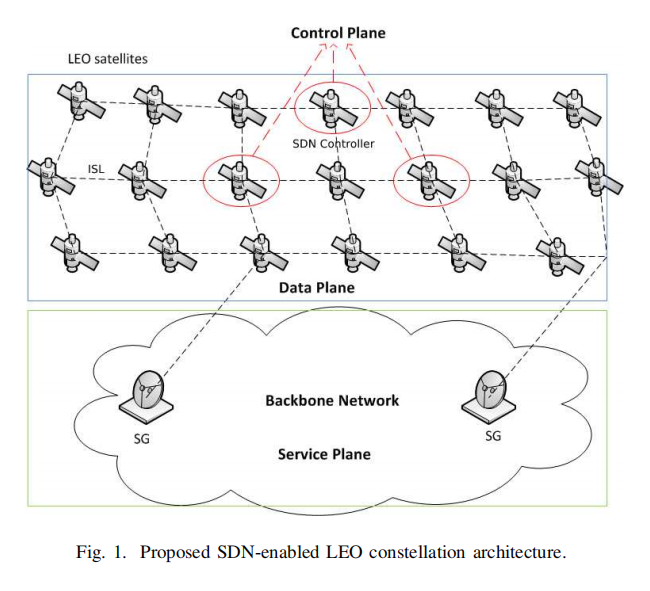 Control Plane
LEO satellites
SDN Controller
ISL
Data Plane
Backbone Network
SG
SG
Service Plane
Fig. 1. Proposed SDN-enabled LEO constellation architecture.